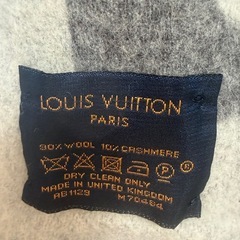 LOUIS VUITTON
PARIS
90% WOOL 10% CASHMERE
DRY CLEAN ONLY
MADE IN UNITED KINGDOM
AB1129 M70464